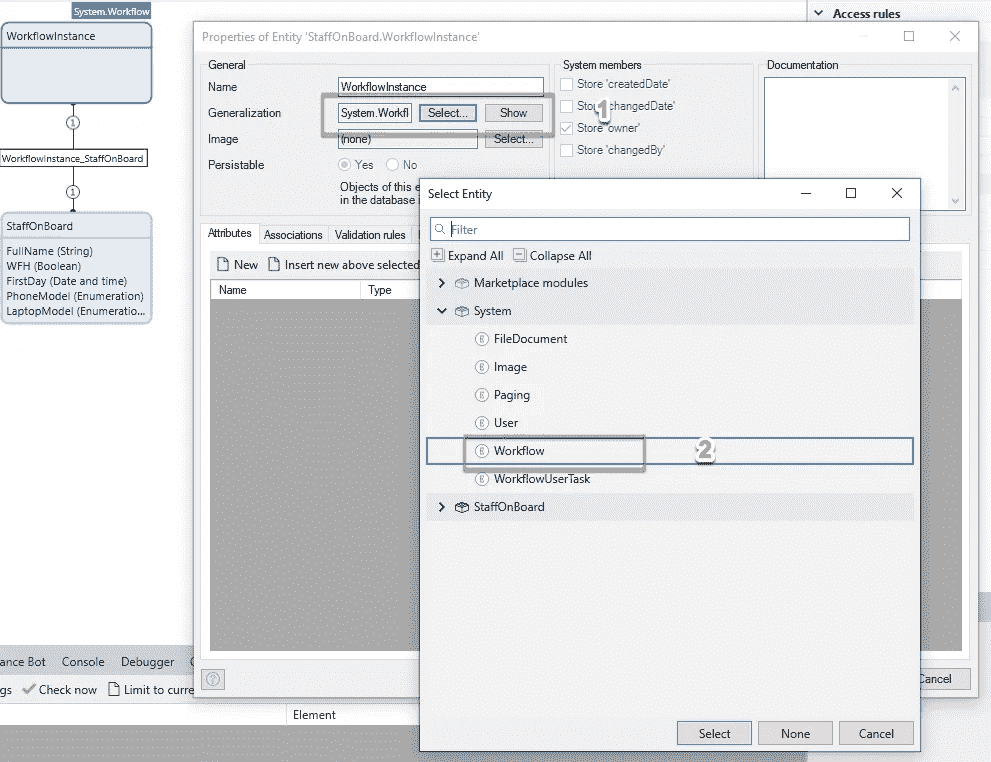 System.Workflow
WorkflowInstance
1
WorkflowInstance_StaffOnBoard
1
StaffOnBoard
FullName (String)
WFH (Boolean)
FirstDay (Date and time)
PhoneModel (Enumeration)
LaptopModel (Enumeratio...
Access rules
Properties of Entity 'StaffOnBoard.WorkflowInstance'
General
Name
WorkflowInstance
Generalization
System.Workfl
Select...
Show
Image
(none)
Select...
Persistable
Yes
No
Objects of this e
in the database i
System members
Store 'createdDate'
Sto 1 changedDate'
Store 'owner'
Store 'changedBy'
Documentation
Attributes
Associations
Validation rules
New
Insert new above selected
Name
Type
Cancel
Select Entity
Filter
Expand All
Collapse All
Marketplace modules
System
FileDocument
Image
Paging
User
Workflow
2
WorkflowUserTask
StaffOnBoard
Select
None
Cancel
ance Bot
Console
Debugger
gs
Check now
Limit to curre
Element